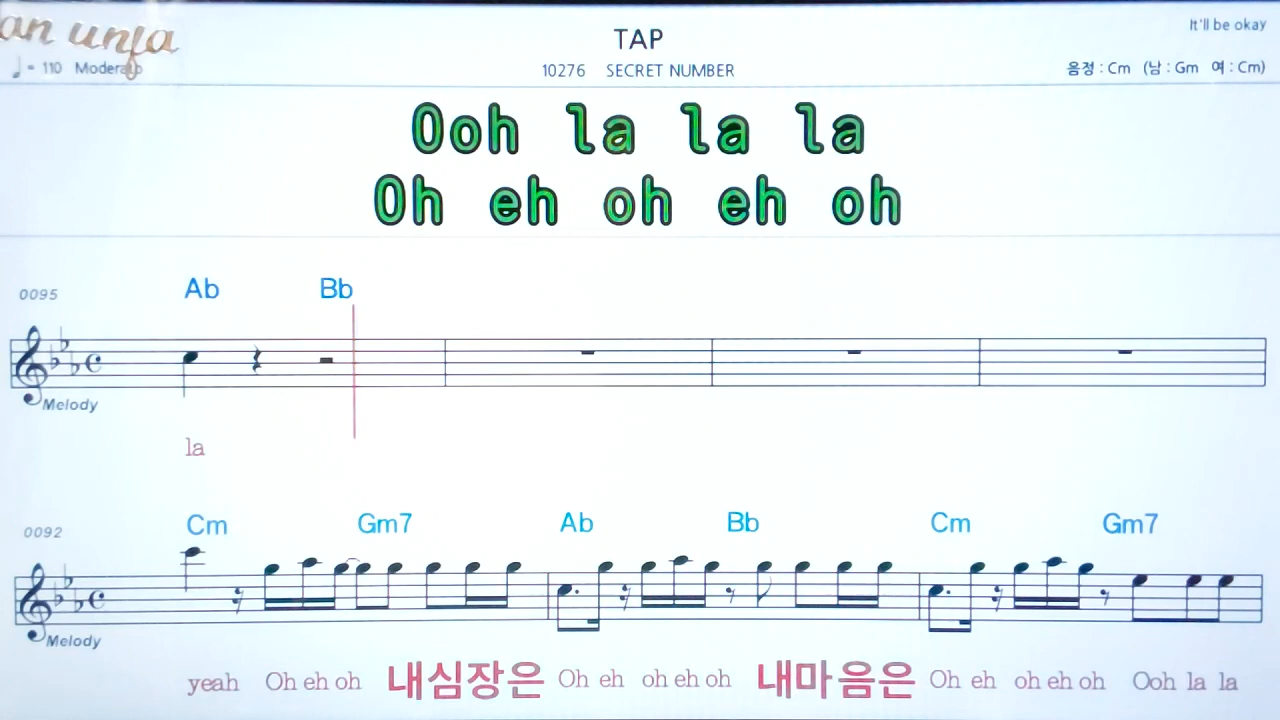 an unfa
TAP
It'll be okay
= 110 Moderato
10276 SECRET NUMBER
음정 : Cm (남 : Gm 여 : Cm)
Ooh la la la
Oh eh oh eh oh
0095 Ab Bb
Melody
la
0092 Cm Gm7 Ab Bb Cm Gm7
Melody
yeah Oh eh oh 내심장은 Oh eh oh eh oh 내마음은 Oh eh oh eh oh Ooh la la